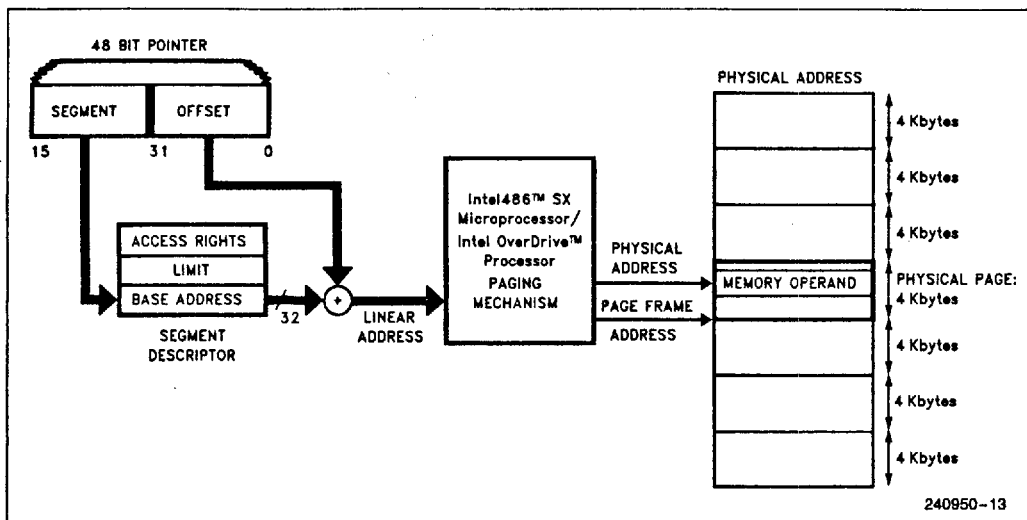 48 BIT POINTER
SEGMENT OFFSET
15 31 0
ACCESS RIGHTS
LIMIT
BASE ADDRESS
32
SEGMENT
DESCRIPTOR
+
LINEAR
ADDRESS
Intel486™ SX
Microprocessor/
Intel OverDrive™
Processor
PAGING
MECHANISM
PHYSICAL
ADDRESS
PAGE FRAME
ADDRESS
PHYSICAL ADDRESS
4 Kbytes
4 Kbytes
4 Kbytes
MEMORY OPERAND
PHYSICAL PAGE:
4 Kbytes
4 Kbytes
4 Kbytes
4 Kbytes
240950-13